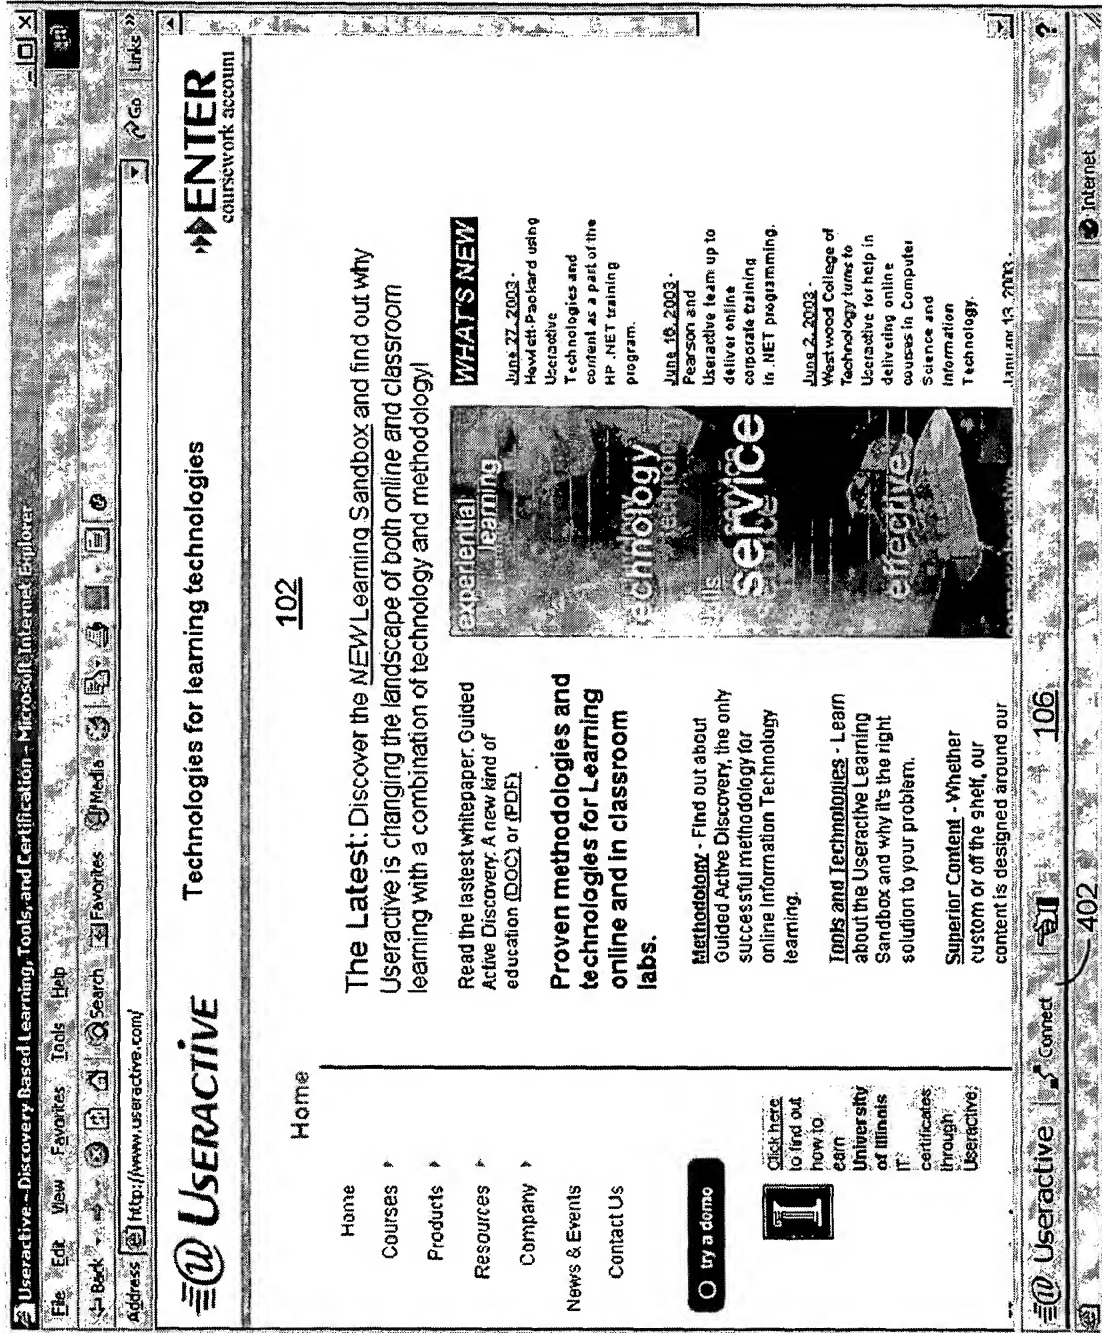 Useractive - Discovery Based Learning, Tools, and Certification - Microsoft Internet Explorer
File Edit View Favorites Tools Help
Back Search Favorites Media
Address http://www.useractive.com/ Go Links »
@ USERACTIVE
Technologies for learning technologies
ENTER
coursework account
Home
Home
Courses
Products
Resources
Company
News & Events
Contact Us
try a demo
I
Click here
to find out
how to
earn
University
of Illinois
IT
certificates
through
Useractive
102
The Latest: Discover the NEW Learning Sandbox and find out why
Useractive is changing the landscape of both online and classroom
learning with a combination of technology and methodology!
Read the lastest whitepaper: Guided
Active Discovery: A new kind of
education (DOC) or (PDF)
Proven methodologies and
technologies for Learning
online and in classroom
labs.
Methodology - Find out about
Guided Active Discovery, the only
successful methodology for
online Information Technology
learning.
Tools and Technologies - Learn
about the Useractive Learning
Sandbox and why it's the right
solution to your problem.
Superior Content - Whether
custom or off the shelf, our
content is designed around our
experiential
learning
technology
technology
skills
service
effective
WHAT'S NEW
June 27, 2003 -
Hewlett-Packard using
Useractive
Technologies and
content as a part of the
HP .NET training
program.
June 16, 2003 -
Pearson and
Useractive team up to
deliver online
corporate training
in .NET programming.
June 2, 2003 -
Westwood College of
Technology turns to
Useractive for help in
delivering online
courses in Computer
Science and
Information
Technology.
January 13, 2003 -
@ Useractive Connect 106 ?
402
Internet